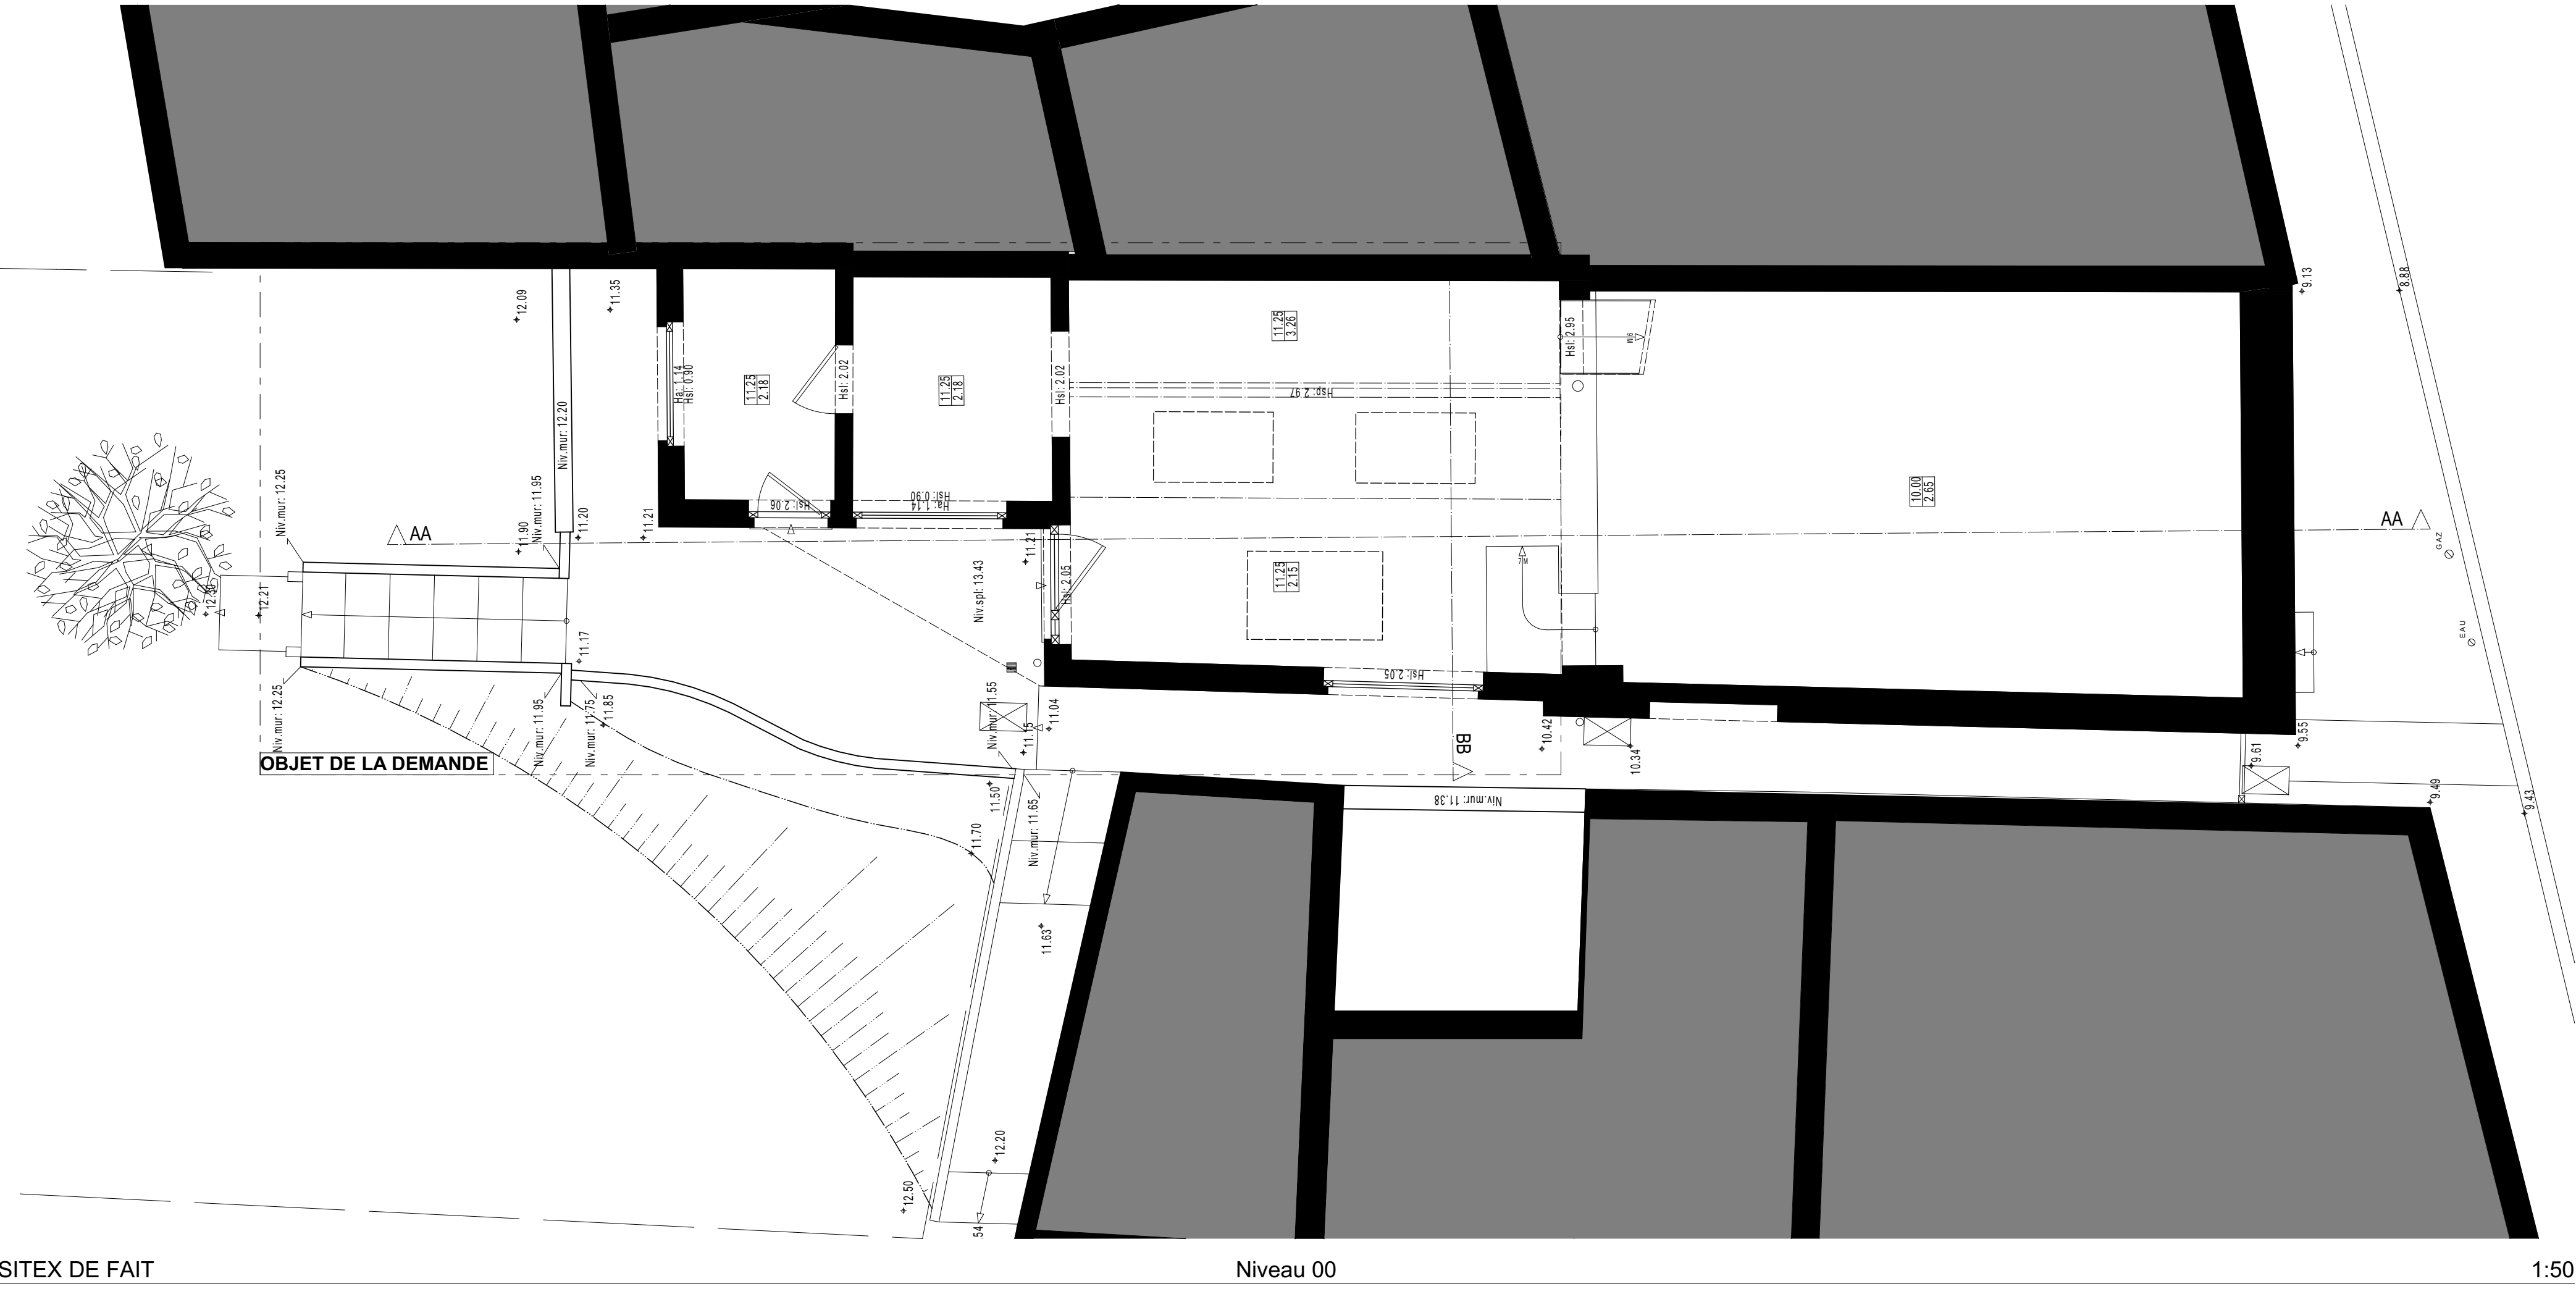 12.09
11.35
Niv.mur: 12.20
Niv.mur: 12.25
Niv.mur: 11.95
11.90
11.20
11.21
Ha: 1.14
Hsl: 0.90
11.25
2.18
Hsl: 2.02
11.25
2.18
Hsl: 2.02
Hsl: 2.06
Ha: 1.14
Hsl: 0.90
11.25
3.26
Hsp: 2.97
Hsl: 2.95
9 M
10.00
2.65
9.13
8.88
AA
AA
GAZ
EAU
12.39
12.21
11.17
Niv.spl: 13.43
11.21
Hsl: 2.05
11.25
2.15
7 M
Hsl: 2.05
Niv.mur: 12.25
Niv.mur: 11.95
Niv.mur: 11.75
11.85
Niv.mur: 11.55
11.15
11.04
BB
10.42
10.34
9.61
9.55
9.49
9.43
OBJET DE LA DEMANDE
11.50
Niv.mur: 11.65
11.70
Niv.mur: 11.38
11.63
12.20
12.50
54
SITEX DE FAIT
Niveau 00
1:50